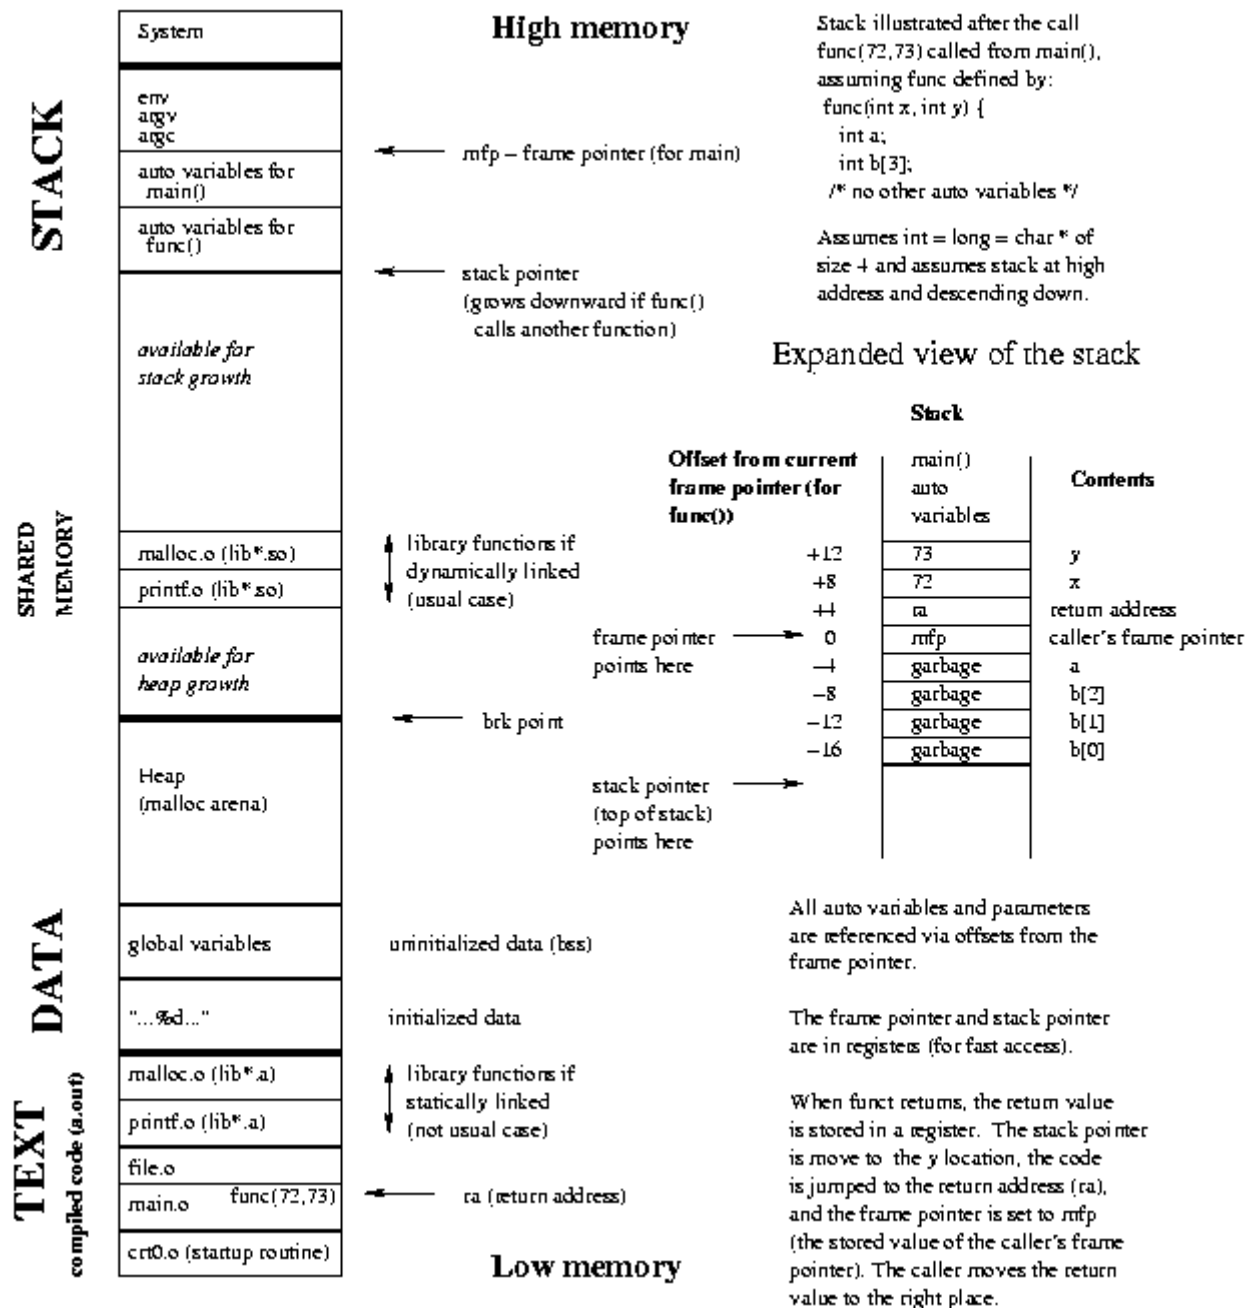 High memory
STACK
System
env
argv
argc
mfp – frame pointer (for main)
auto variables for
main()
auto variables for
func()
stack pointer
(grows downward if func()
calls another function)
available for
stack growth
SHARED
MEMORY
malloc.o (lib*.so)
printf.o (lib*.so)
library functions if
dynamically linked
(usual case)
available for
heap growth
brk point
Heap
(malloc arena)
DATA
global variables
uninitialized data (bss)
"...%d..."
initialized data
TEXT
compiled code (a.out)
malloc.o (lib*.a)
printf.o (lib*.a)
library functions if
statically linked
(not usual case)
file.o
main.o func(72,73)
ra (return address)
crt0.o (startup routine)
Low memory
Stack illustrated after the call
func(72,73) called from main(),
assuming func defined by:
func(int x, int y) {
int a;
int b[3];
/* no other auto variables */
Assumes int = long = char * of
size 4 and assumes stack at high
address and descending down.
Expanded view of the stack
Stack
Offset from current
frame pointer (for
func())
main()
auto
variables
Contents
+12 73 y
+8 72 x
+4 ra return address
frame pointer
points here
0 mfp caller's frame pointer
−4 garbage a
−8 garbage b[2]
−12 garbage b[1]
−16 garbage b[0]
stack pointer
(top of stack)
points here
All auto variables and parameters
are referenced via offsets from the
frame pointer.
The frame pointer and stack pointer
are in registers (for fast access).
When funct returns, the return value
is stored in a register. The stack pointer
is move to the y location, the code
is jumped to the return address (ra),
and the frame pointer is set to mfp
(the stored value of the caller's frame
pointer). The caller moves the return
value to the right place.